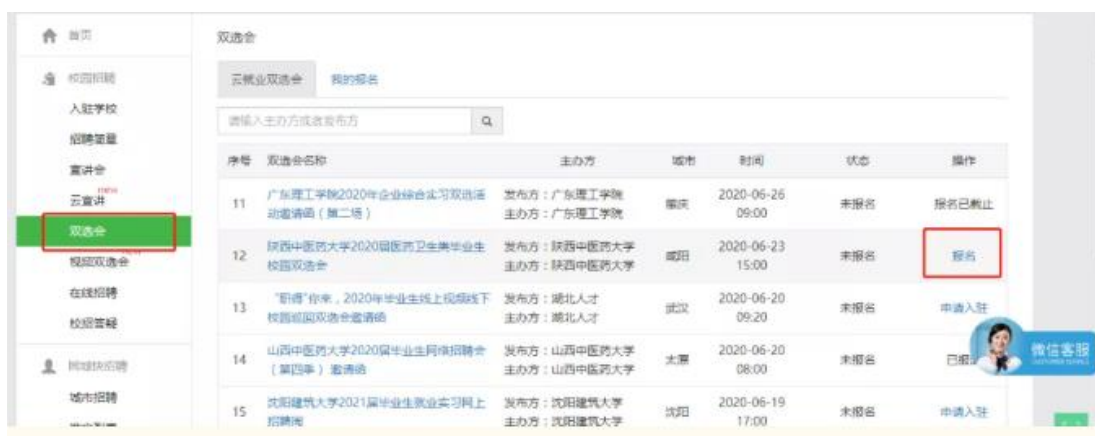 首页
双选会
校园招聘
云就业双选会 我的报名
入驻学校
请输入主办方或者发布方
招聘简章
序号 双选会名称 主办方 城市 时间 状态 操作
宣讲会
new
云宣讲
11 广东理工学院2020年企业综合实习双选活 发布方：广东理工学院 肇庆 2020-06-26 未报名 报名已截止
动邀请函（第二场） 主办方：广东理工学院 09:00
双选会
12 陕西中医药大学2020届医药卫生类毕业生 发布方：陕西中医药大学 咸阳 2020-06-23 未报名 报名
校园双选会 主办方：陕西中医药大学 15:00
视频双选会
在线招聘
13 "职得"你来，2020年毕业生线上视频线下 发布方：湖北人才 武汉 2020-06-20 未报名 申请入驻
校园巡回双选会邀请函 主办方：湖北人才 09:20
校招答疑
14 山西中医药大学2020届毕业生网络招聘会 发布方：山西中医药大学 太原 2020-06-20 未报名
（第四季）邀请函 主办方：山西中医药大学 08:00
微信客服
城市招聘
15 沈阳建筑大学2021届毕业生就业实习网上 发布方：沈阳建筑大学 沈阳 2020-06-19 未报名 申请入驻
招聘周 主办方：沈阳建筑大学 17:00